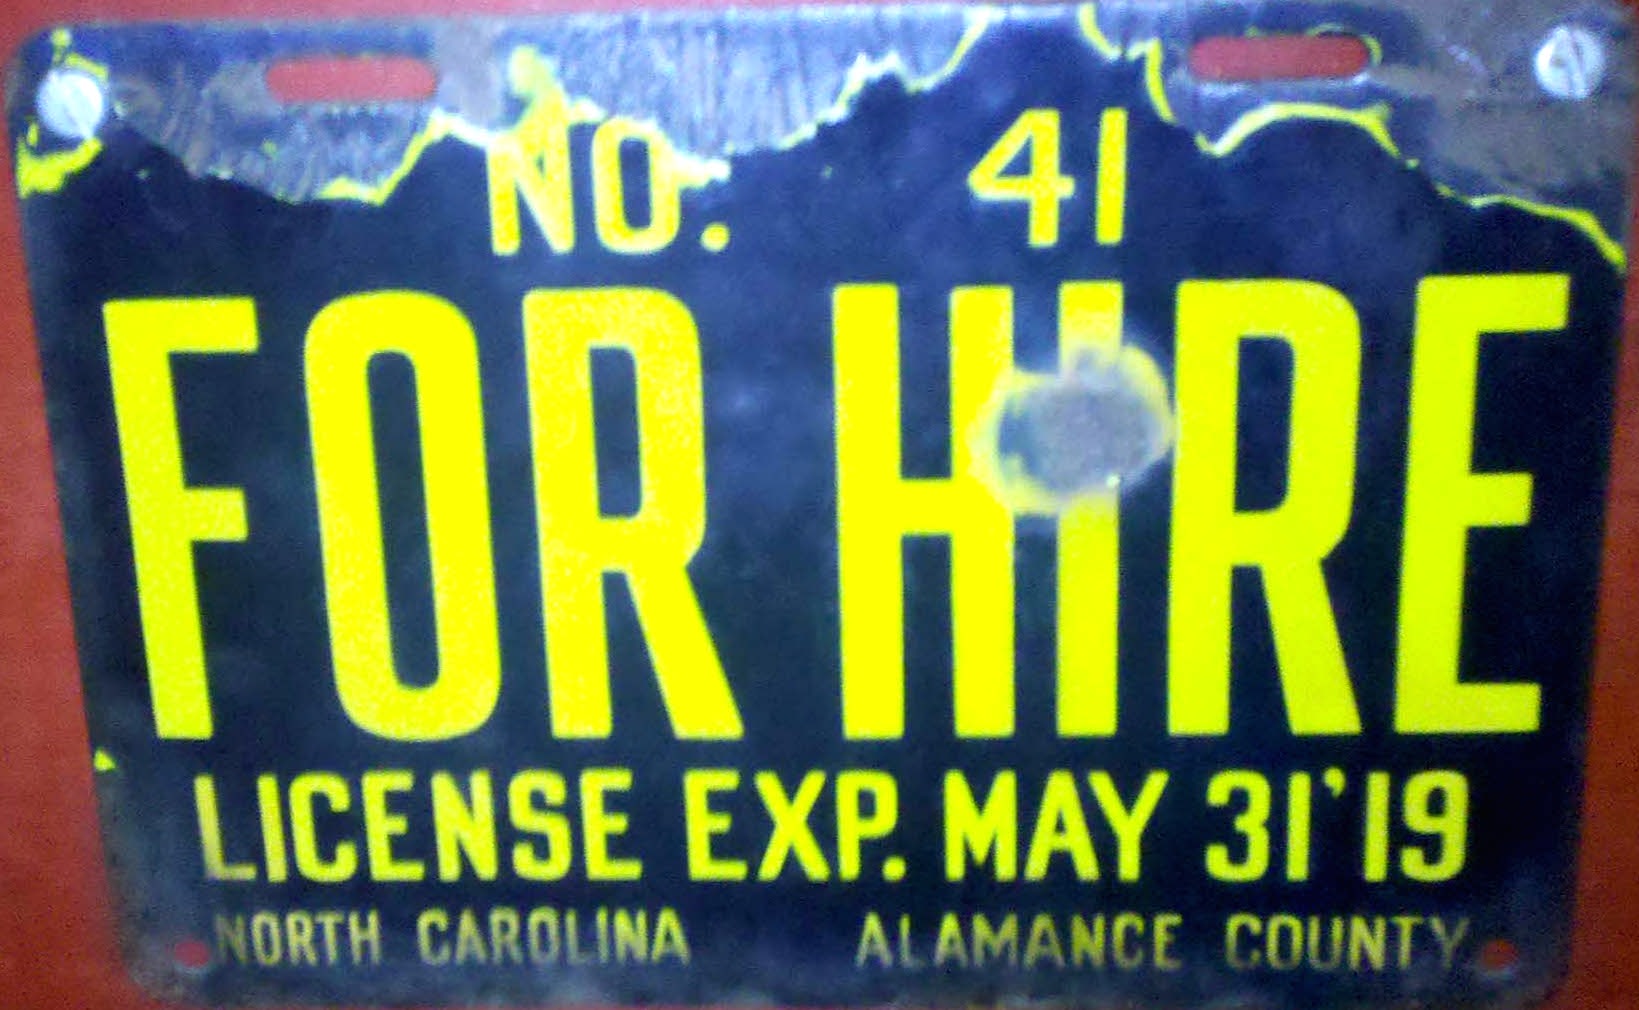 NO. 41
FOR HIRE
LICENSE EXP. MAY 31'19
NORTH CAROLINA ALAMANCE COUNTY